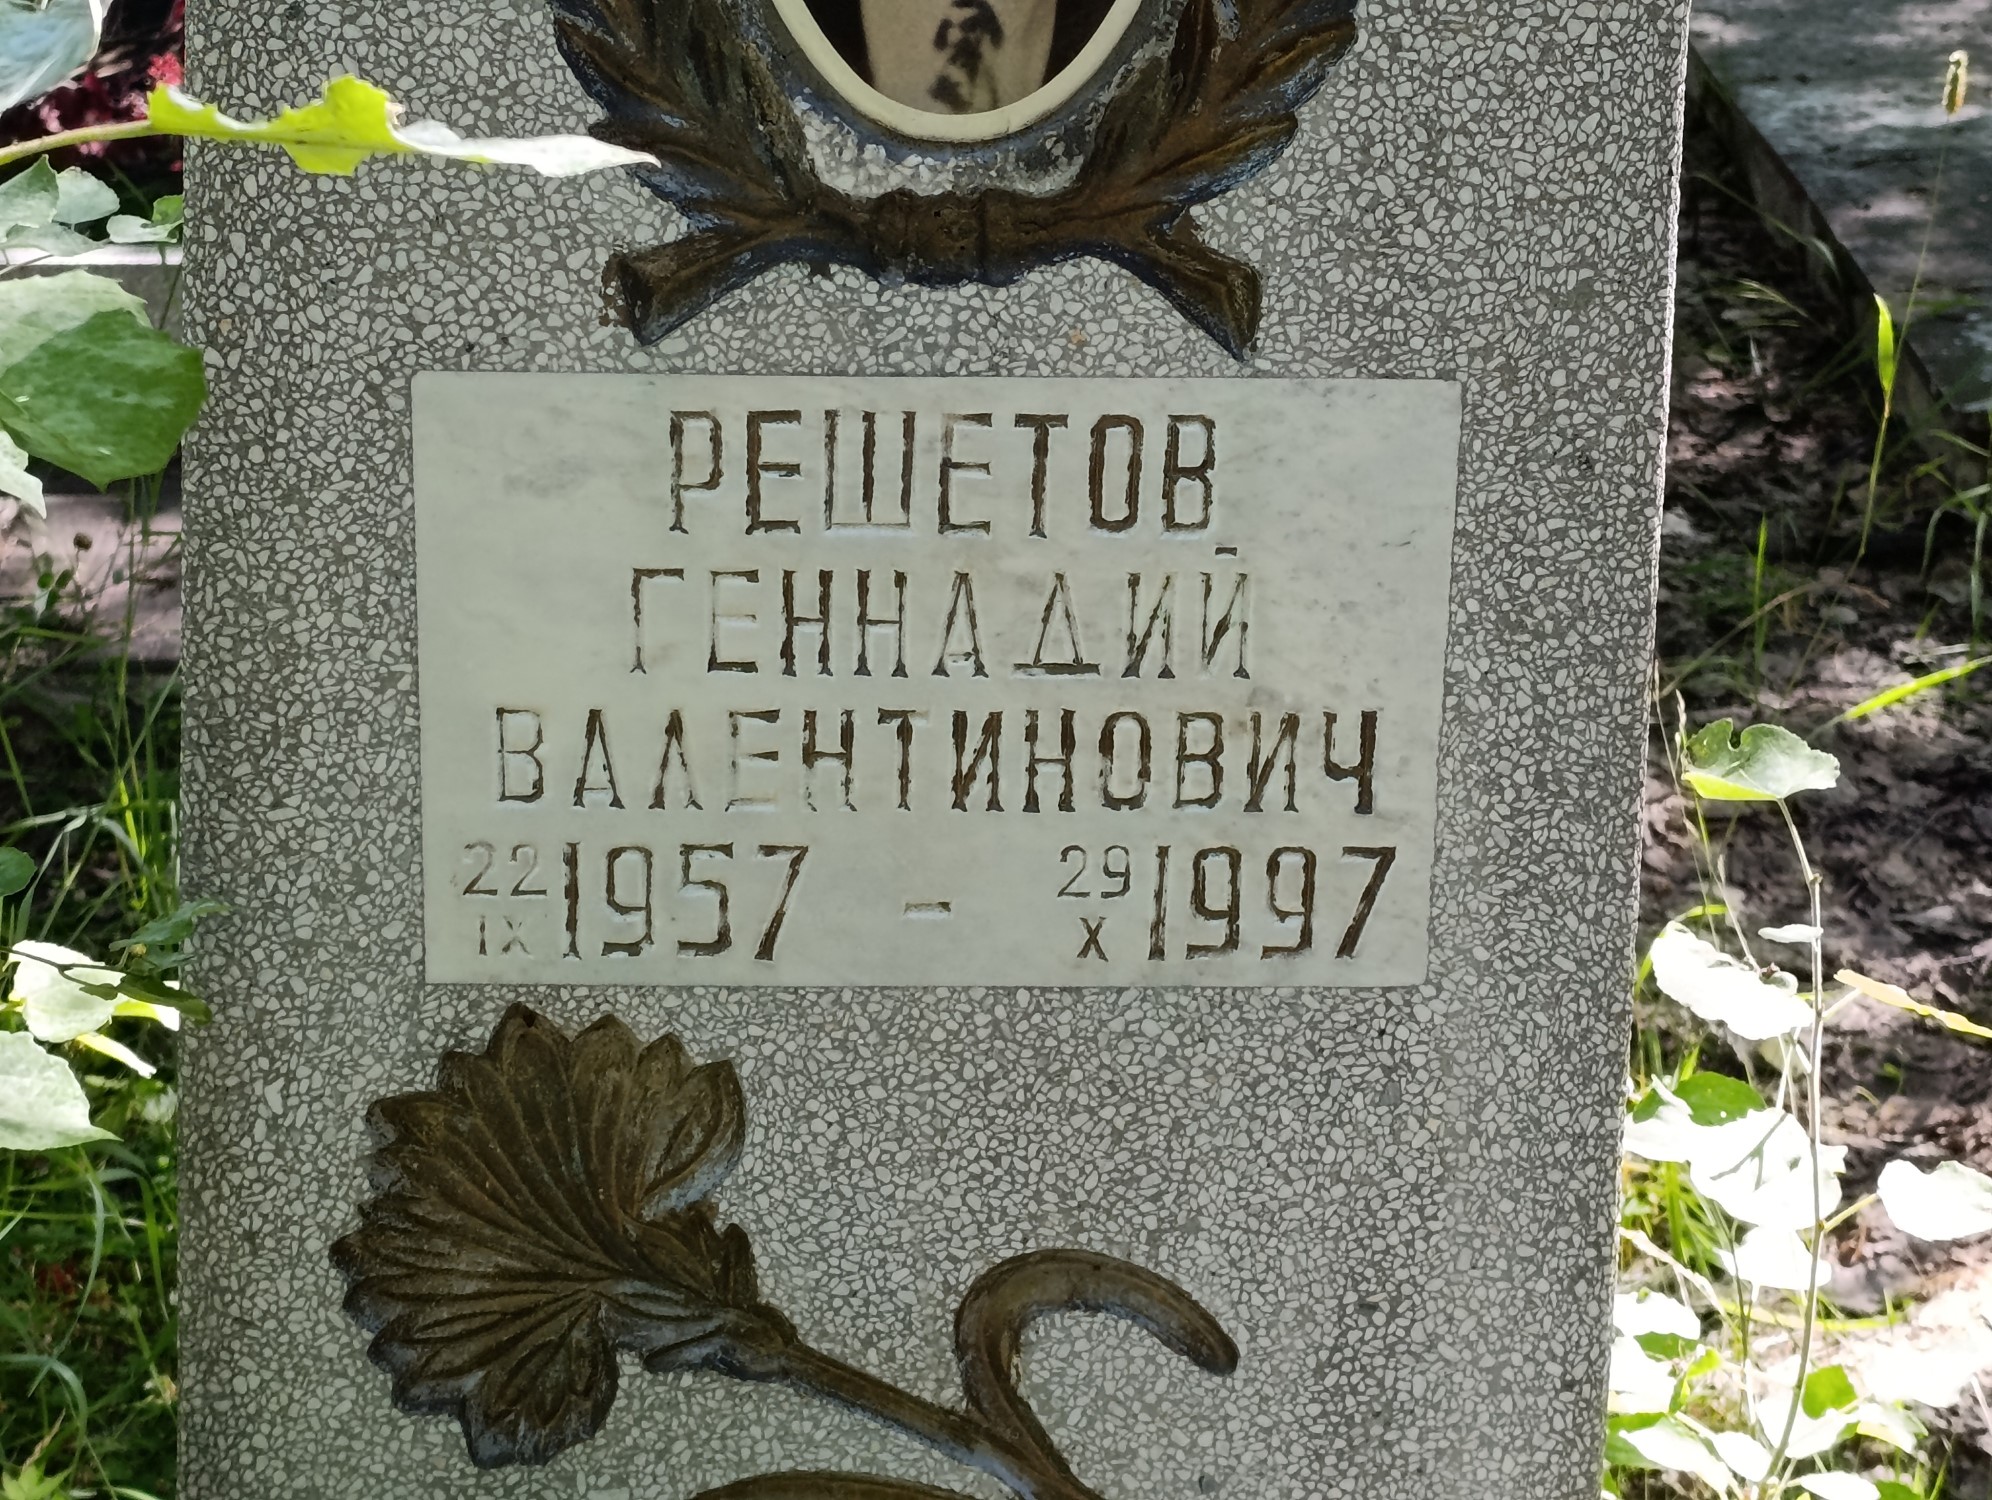 РЕШЕТОВ
ГЕННАДИЙ
ВАЛЕНТИНОВИЧ
22 IX 1957 - 29 X 1997